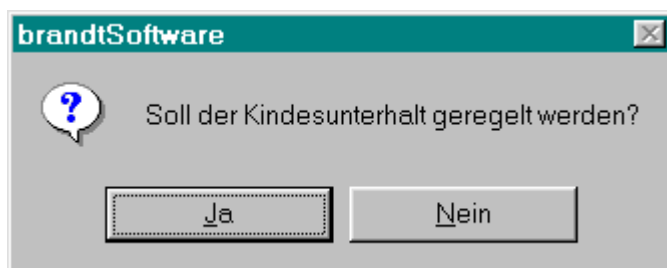 brandtSoftware
Soll der Kindesunterhalt geregelt werden?
Ja
Nein